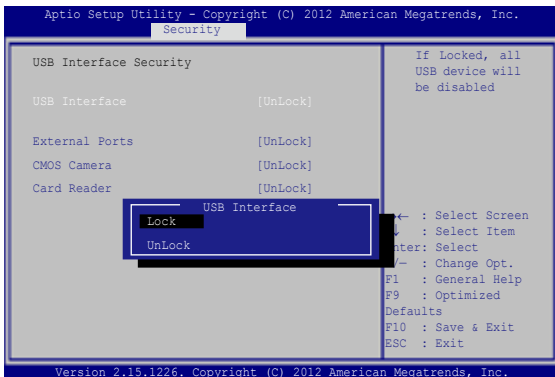 Aptio Setup Utility - Copyright (C) 2012 American Megatrends, Inc.
Security
USB Interface Security
USB Interface [UnLock]
External Ports [UnLock]
CMOS Camera [UnLock]
Card Reader [UnLock]
USB Interface
Lock
UnLock
If Locked, all
USB device will
be disabled
→← : Select Screen
↓ : Select Item
nter: Select
/— : Change Opt.
F1 : General Help
F9 : Optimized
Defaults
F10 : Save & Exit
ESC : Exit
Version 2.15.1226. Copyright (C) 2012 American Megatrends, Inc.